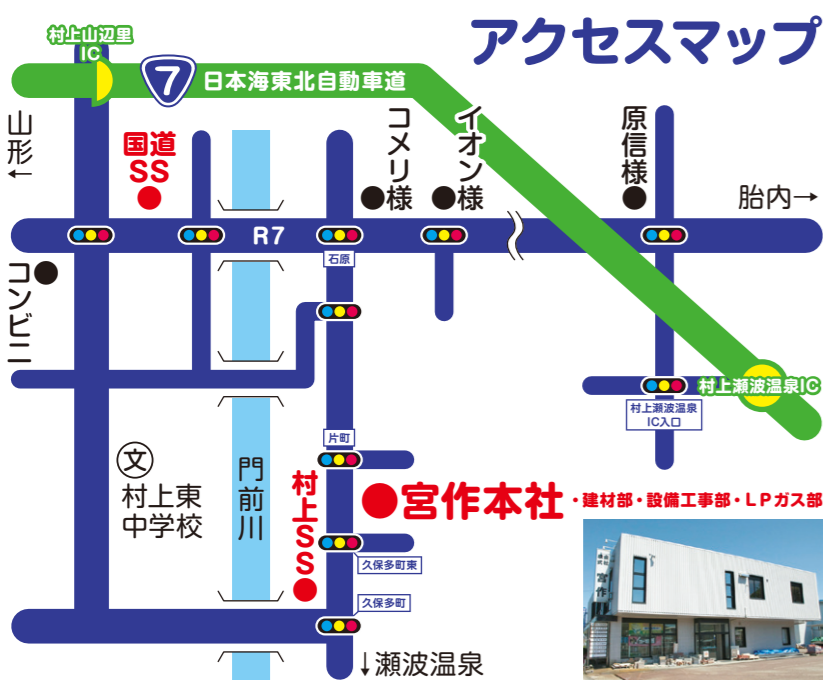 アクセスマップ
村上山辺里
IC
7
日本海東北自動車道
山形
←
国道
SS
コメリ様
イオン様
原信様
胎内→
R7
石原
コンビニ
村上瀬波温泉IC
村上瀬波温泉
IC入口
片町
文
村上東
中学校
門前川
村上SS
宮作本社
・建材部・設備工事部・LPガス部
久保多町東
久保多町
↓瀬波温泉
宮作